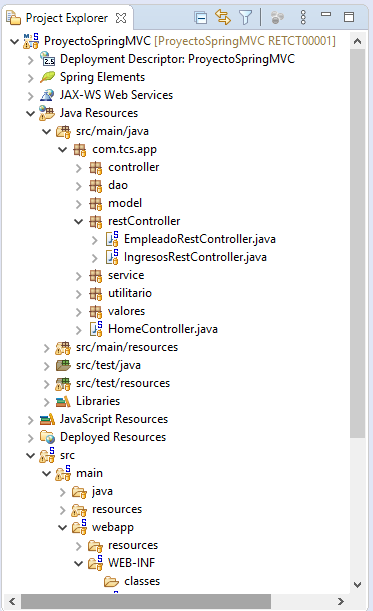 Project Explorer
ProyectoSpringMVC [ProyectoSpringMVC RETCT00001]
Deployment Descriptor: ProyectoSpringMVC
Spring Elements
JAX-WS Web Services
Java Resources
src/main/java
com.tcs.app
controller
dao
model
restController
EmpleadoRestController.java
IngresosRestController.java
service
utilitario
valores
HomeController.java
src/main/resources
src/test/java
src/test/resources
Libraries
JavaScript Resources
Deployed Resources
src
main
java
resources
webapp
resources
WEB-INF
classes